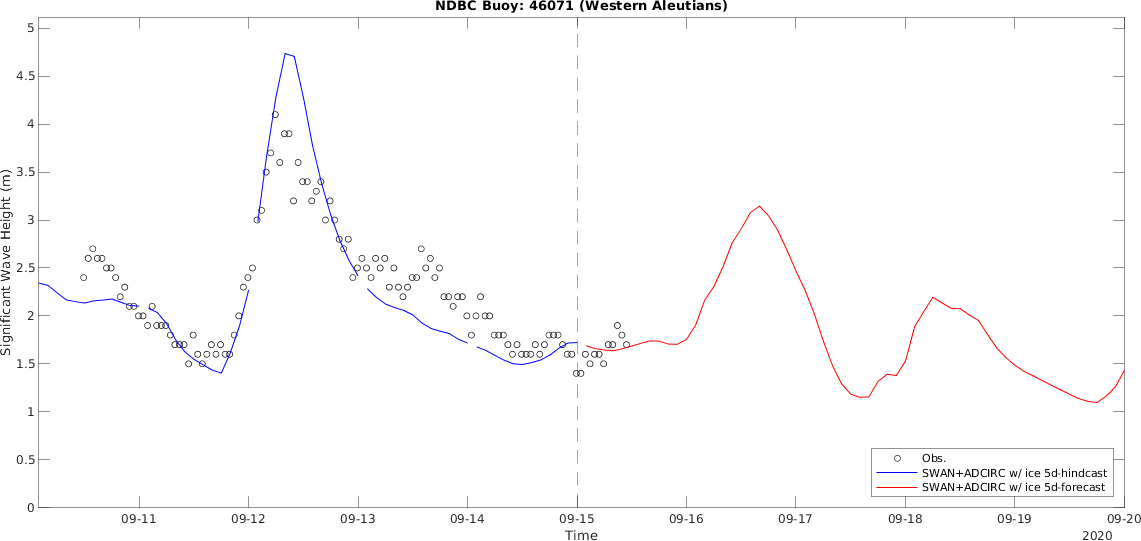 NDBC Buoy: 46071 (Western Aleutians)
Significant Wave Height (m)
5
4.5
4
3.5
3
2.5
2
1.5
1
0.5
0
09-11 09-12 09-13 09-14 09-15 09-16 09-17 09-18 09-19 09-20
Time
2020
Obs.
SWAN+ADCIRC w/ ice 5d-hindcast
SWAN+ADCIRC w/ ice 5d-forecast